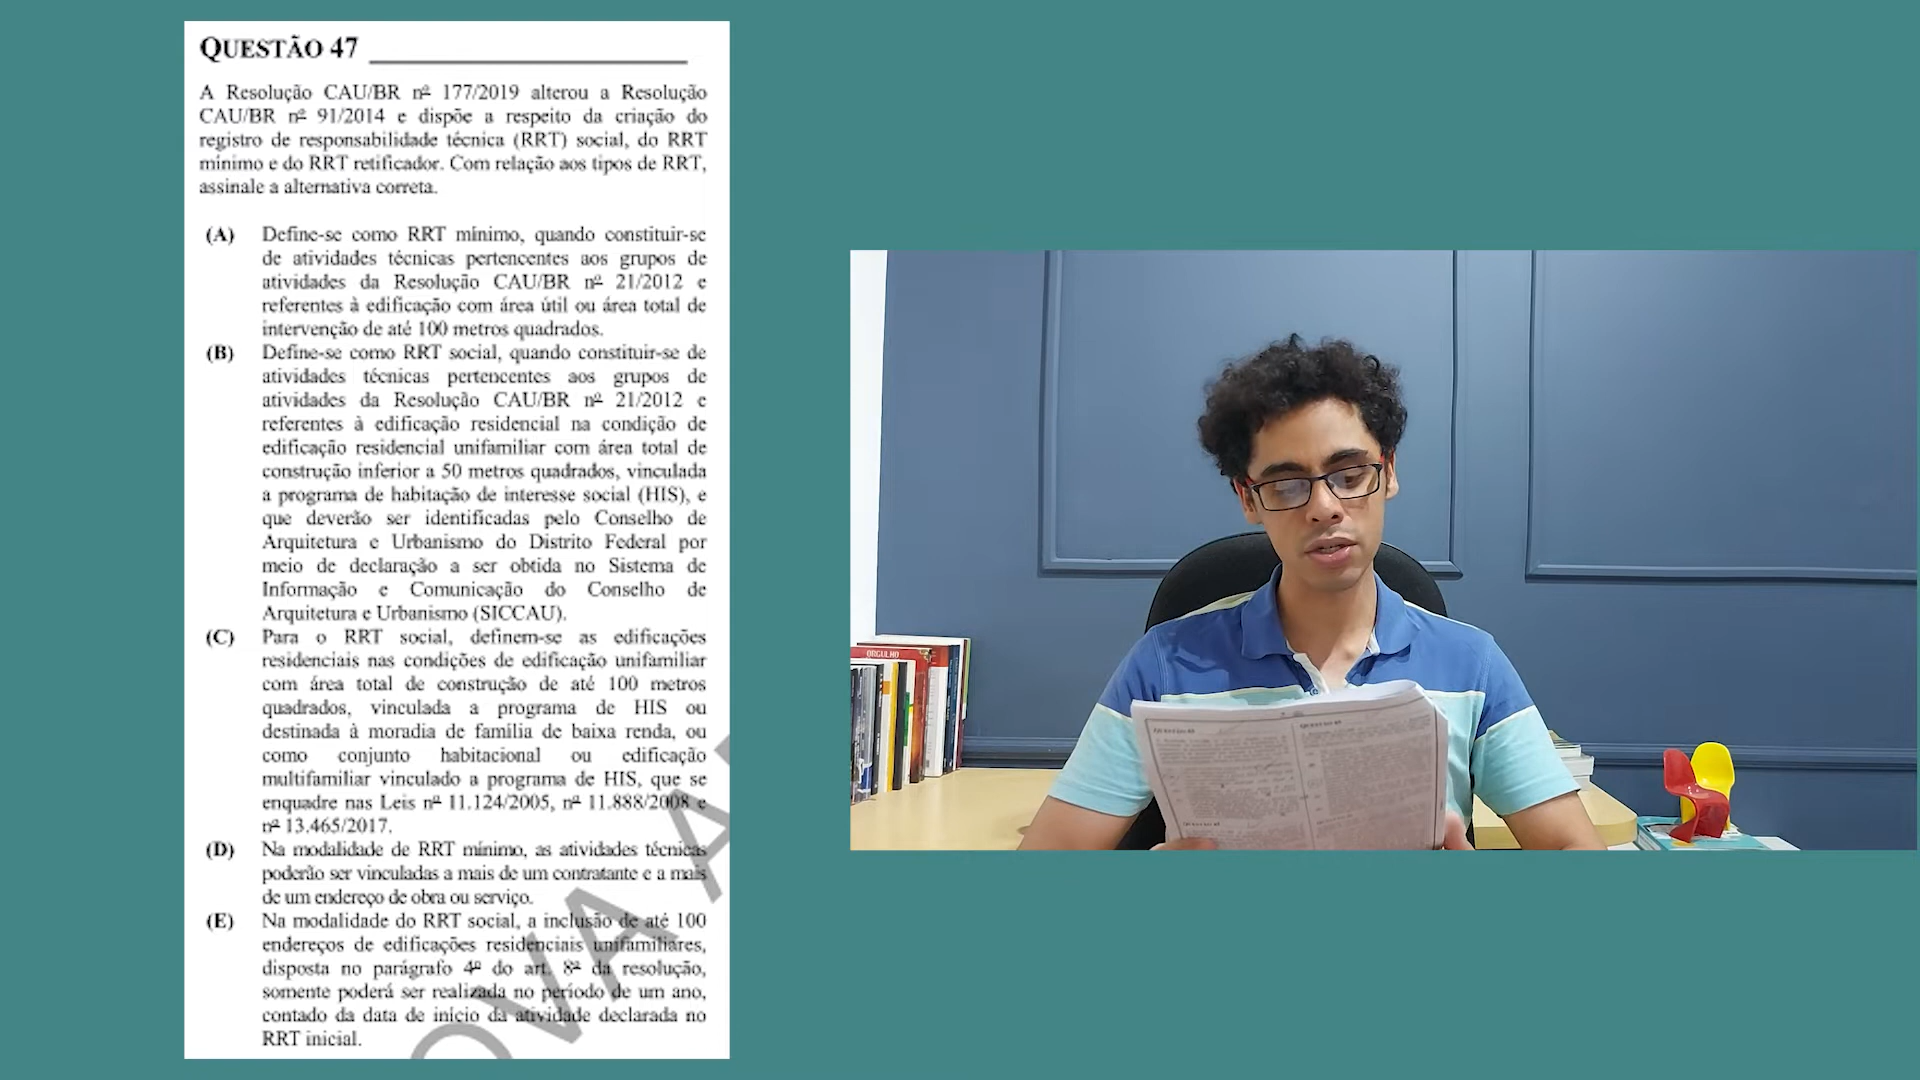 QUESTÃO 47
A Resolução CAU/BR nº 177/2019 alterou a Resolução
CAU/BR nº 91/2014 e dispõe a respeito da criação do
registro de responsabilidade técnica (RRT) social, do RRT
mínimo e do RRT retificador. Com relação aos tipos de RRT,
assinale a alternativa correta.
(A) Define-se como RRT mínimo, quando constituir-se
de atividades técnicas pertencentes aos grupos de
atividades da Resolução CAU/BR nº 21/2012 e
referentes à edificação com área útil ou área total de
intervenção de até 100 metros quadrados.
(B) Define-se como RRT social, quando constituir-se de
atividades técnicas pertencentes aos grupos de
atividades da Resolução CAU/BR nº 21/2012 e
referentes à edificação residencial na condição de
edificação residencial unifamiliar com área total de
construção inferior a 50 metros quadrados, vinculada
a programa de habitação de interesse social (HIS), e
que deverão ser identificadas pelo Conselho de
Arquitetura e Urbanismo do Distrito Federal por
meio de declaração a ser obtida no Sistema de
Informação e Comunicação do Conselho de
Arquitetura e Urbanismo (SICCAU).
(C) Para o RRT social, definem-se as edificações
residenciais nas condições de edificação unifamiliar
com área total de construção de até 100 metros
quadrados, vinculada a programa de HIS ou
destinada à moradia de família de baixa renda, ou
como conjunto habitacional ou edificação
multifamiliar vinculado a programa de HIS, que se
enquadre nas Leis nº 11.124/2005, nº 11.888/2008 e
nº 13.465/2017.
(D) Na modalidade de RRT mínimo, as atividades técnicas
poderão ser vinculadas a mais de um contratante e a mais
de um endereço de obra ou serviço.
(E) Na modalidade do RRT social, a inclusão de até 100
endereços de edificações residenciais unifamiliares,
disposta no parágrafo 4º do art. 8º da resolução,
somente poderá ser realizada no período de um ano,
contado da data de início da atividade declarada no
RRT inicial.
OVA A
ORGULHO